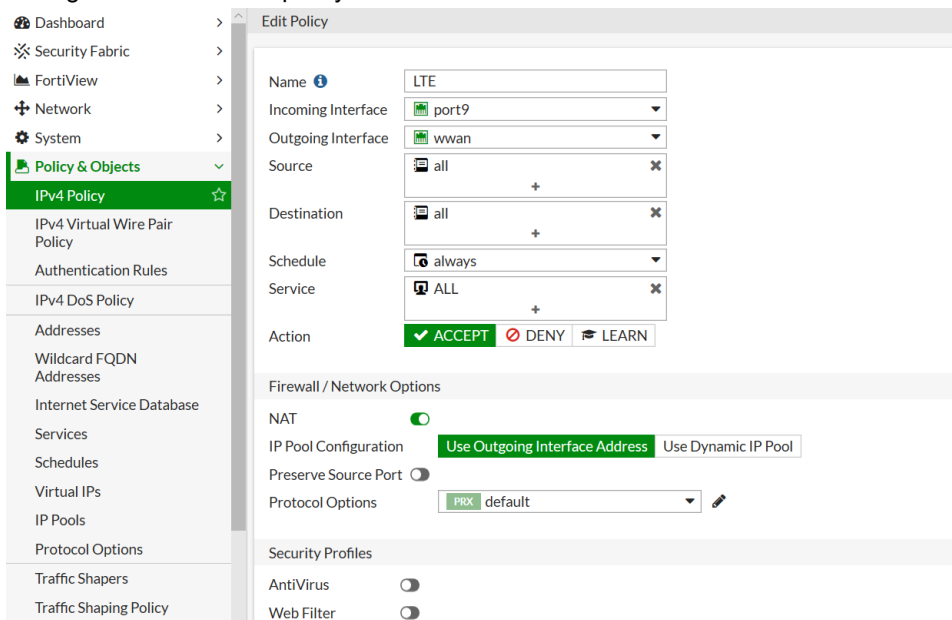 Dashboard
Security Fabric
FortiView
Network
System
Policy & Objects
IPv4 Policy
IPv4 Virtual Wire Pair
Policy
Authentication Rules
IPv4 DoS Policy
Addresses
Wildcard FQDN
Addresses
Internet Service Database
Services
Schedules
Virtual IPs
IP Pools
Protocol Options
Traffic Shapers
Traffic Shaping Policy
Edit Policy
Name LTE
Incoming Interface port9
Outgoing Interface wwan
Source all
+
Destination all
+
Schedule always
Service ALL
+
Action ACCEPT DENY LEARN
Firewall / Network Options
NAT
IP Pool Configuration Use Outgoing Interface Address Use Dynamic IP Pool
Preserve Source Port
Protocol Options PRX default
Security Profiles
AntiVirus
Web Filter